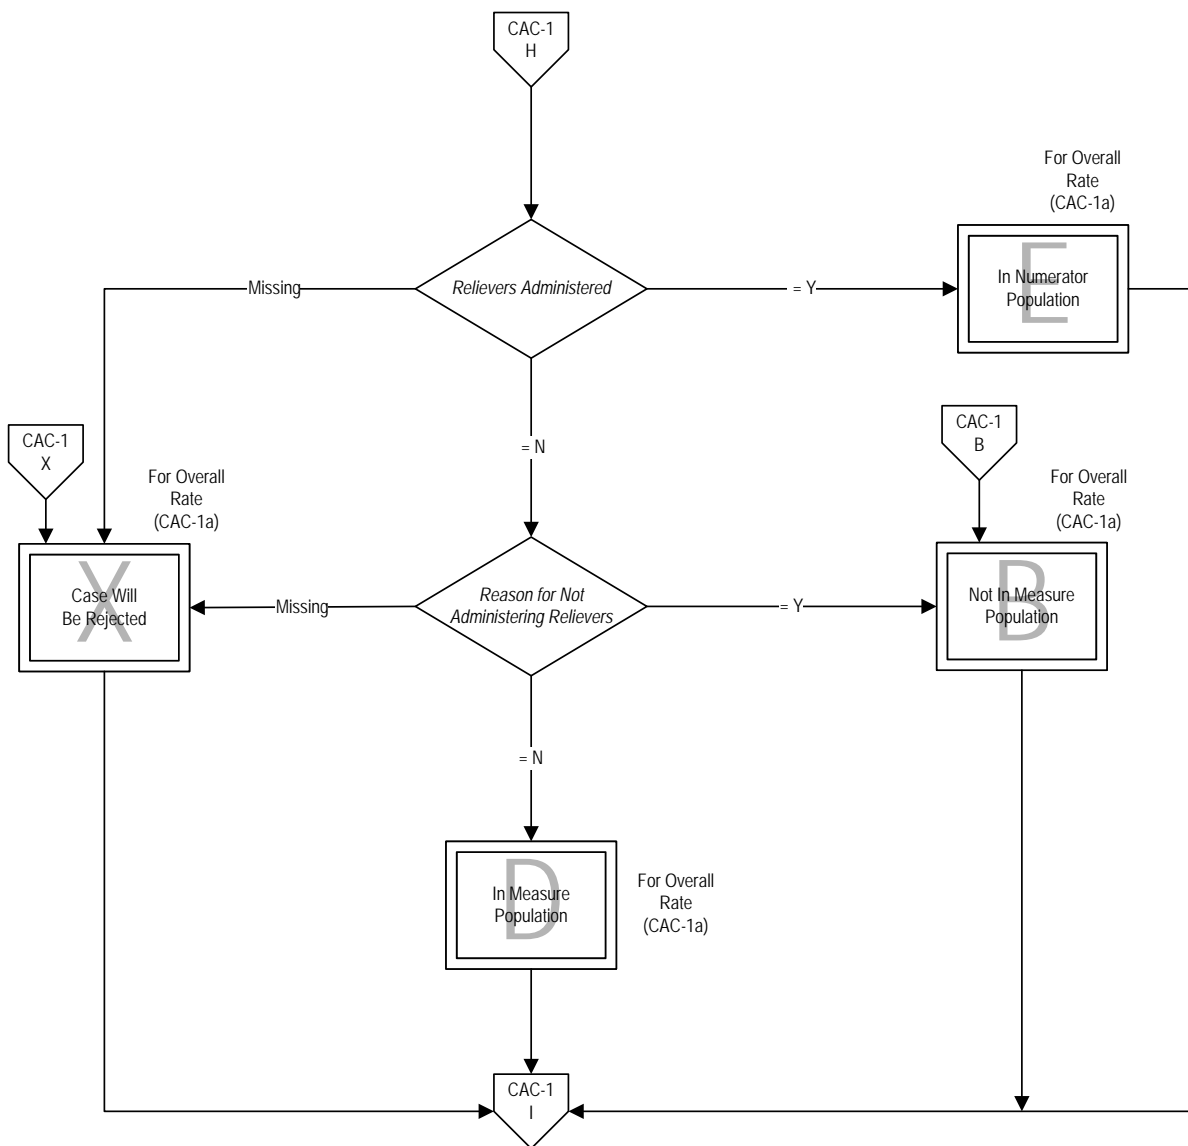 CAC-1
H
For Overall
Rate
(CAC-1a)
Missing
Relievers Administered
= Y
E
In Numerator
Population
= N
CAC-1
X
CAC-1
B
For Overall
Rate
(CAC-1a)
For Overall
Rate
(CAC-1a)
X
Case Will
Be Rejected
Missing
Reason for Not
Administering Relievers
= Y
B
Not In Measure
Population
= N
D
In Measure
Population
For Overall
Rate
(CAC-1a)
CAC-1
I